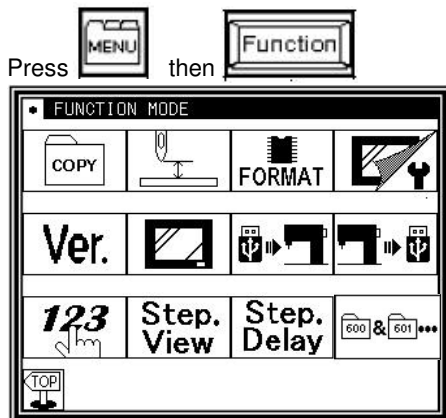 MENU
Function
Press then
FUNCTION MODE
COPY
FORMAT
Ver.
123
Step. View
Step. Delay
600 & 601 •••
TOP